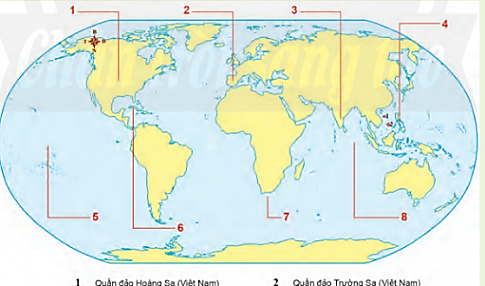 1 2 3 4
5 6 7 8
1 Quần đảo Hoàng Sa (Việt Nam) 2 Quần đảo Trường Sa (Việt Nam)